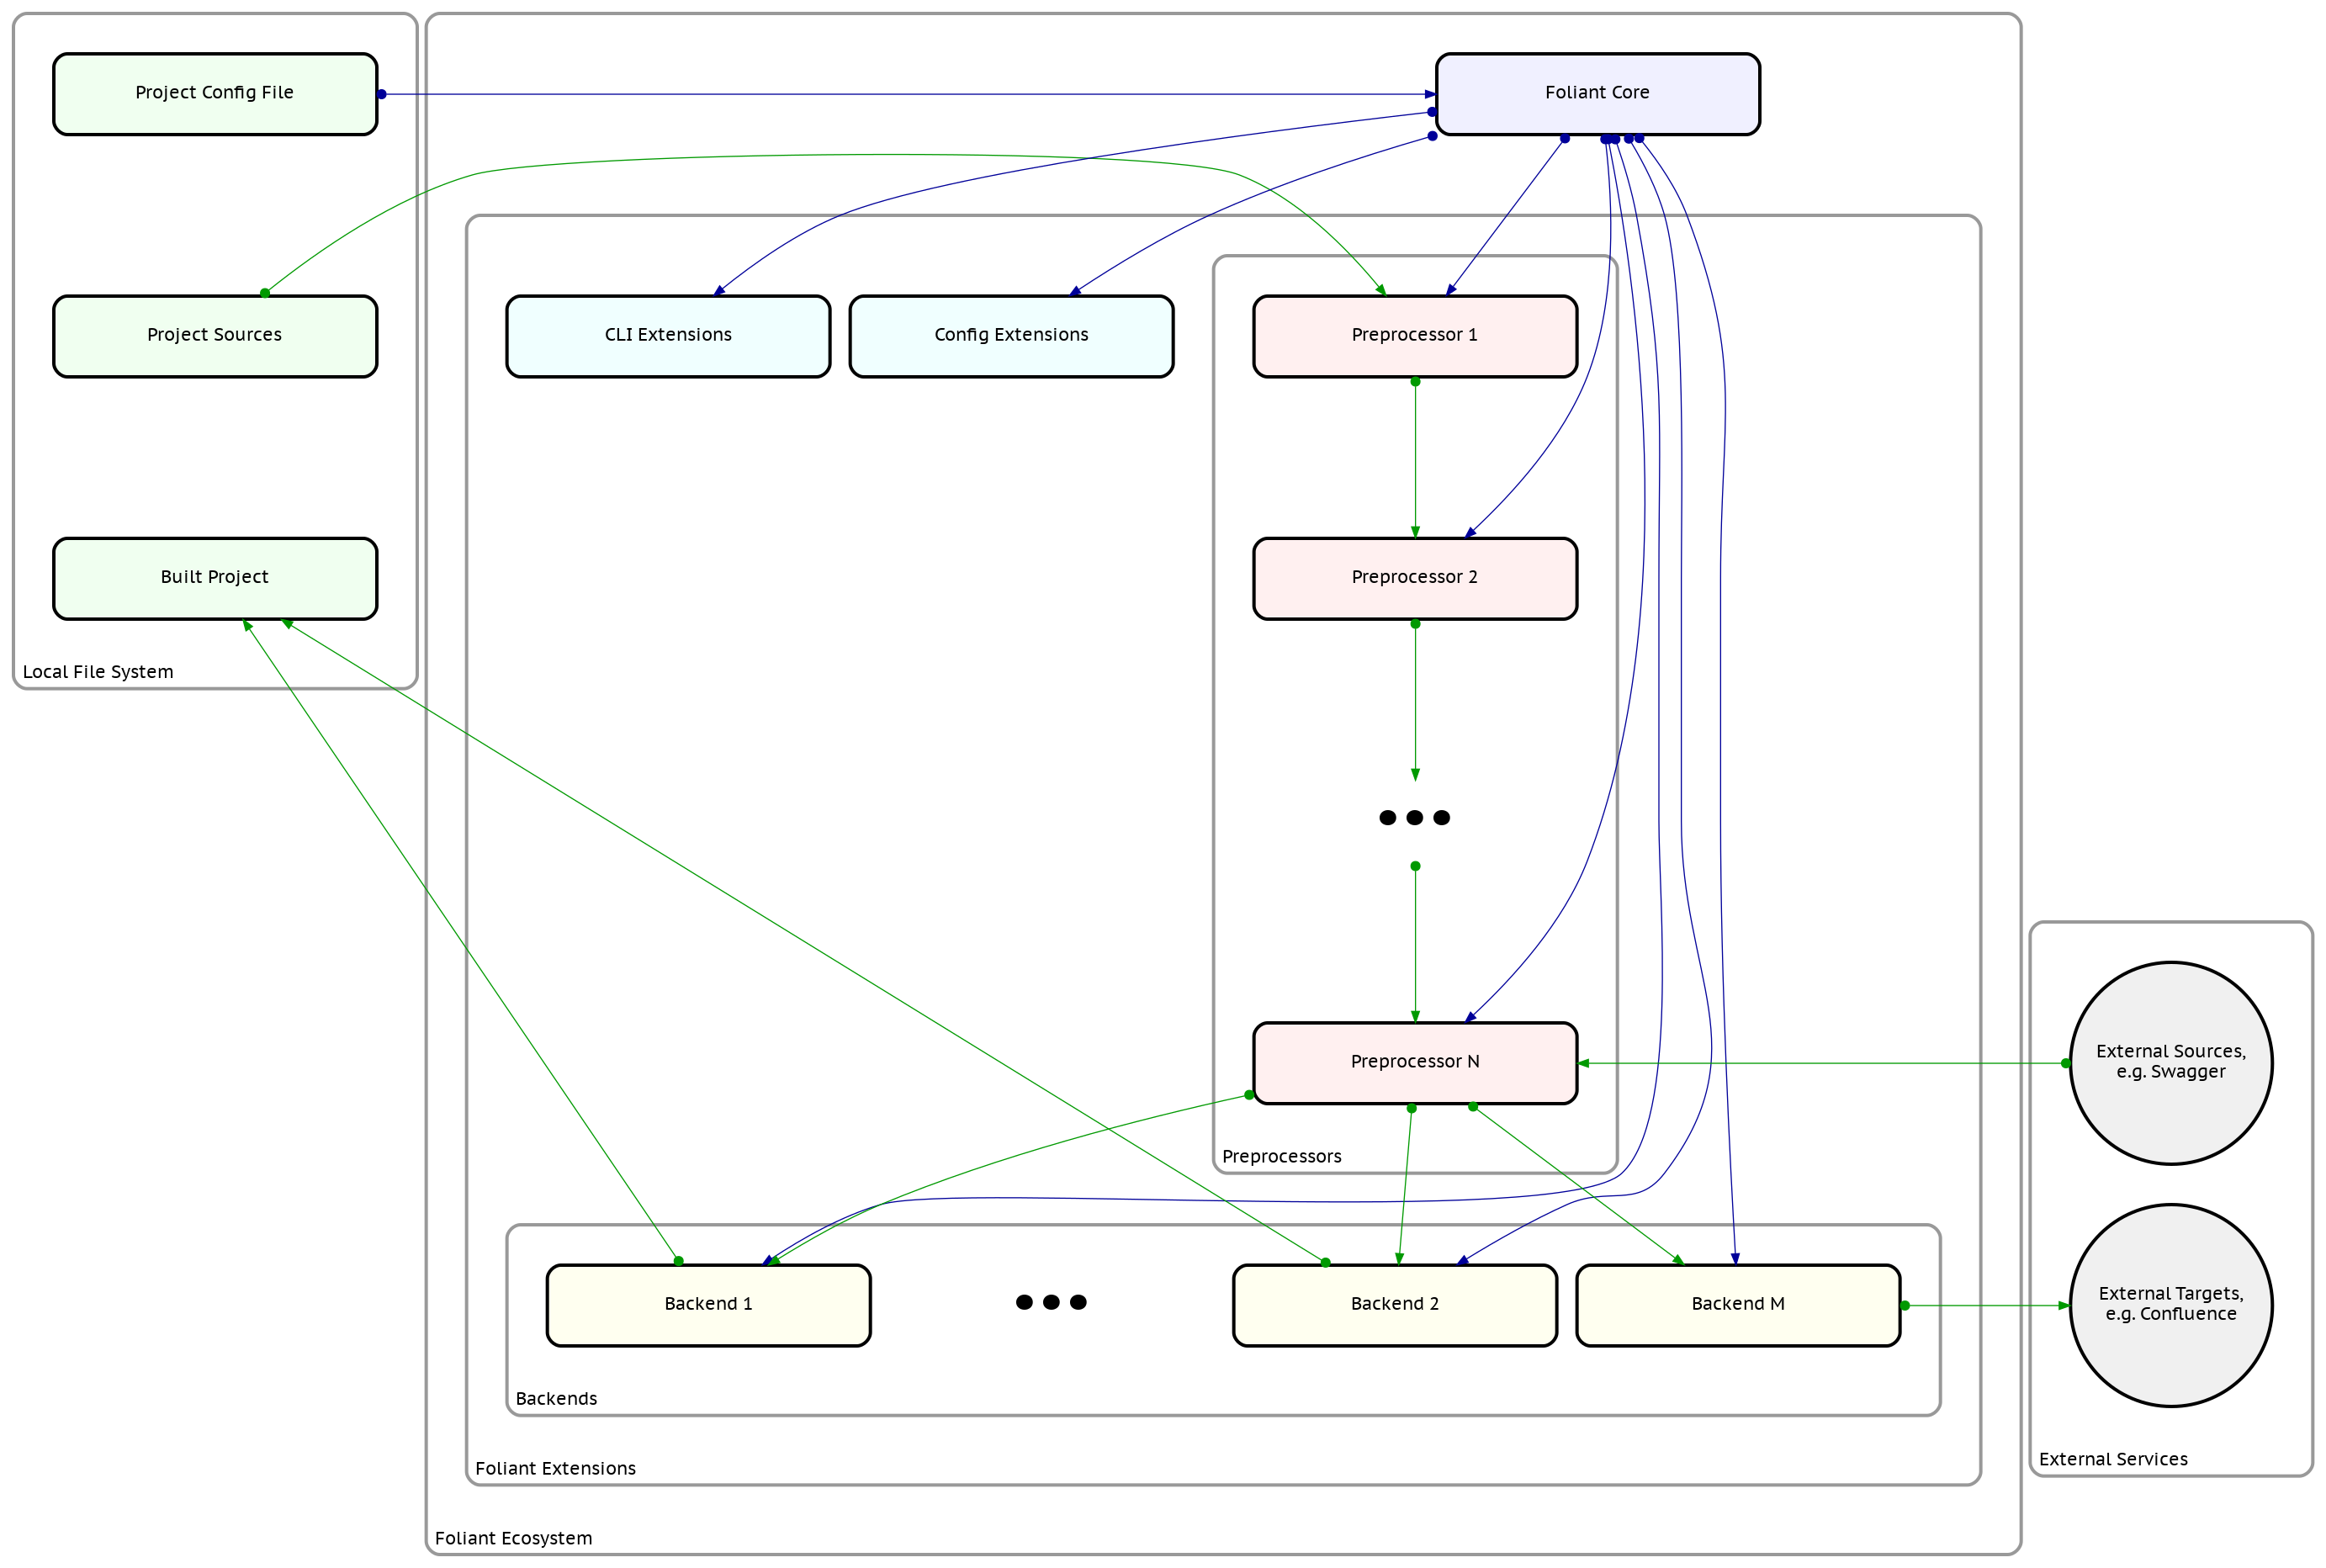 Project Config File
Foliant Core
Project Sources
CLI Extensions
Config Extensions
Preprocessor 1
Built Project
Preprocessor 2
Local File System
Preprocessor N
External Sources,
e.g. Swagger
Preprocessors
Backend 1
Backend 2
Backend M
External Targets,
e.g. Confluence
Backends
External Services
Foliant Extensions
Foliant Ecosystem